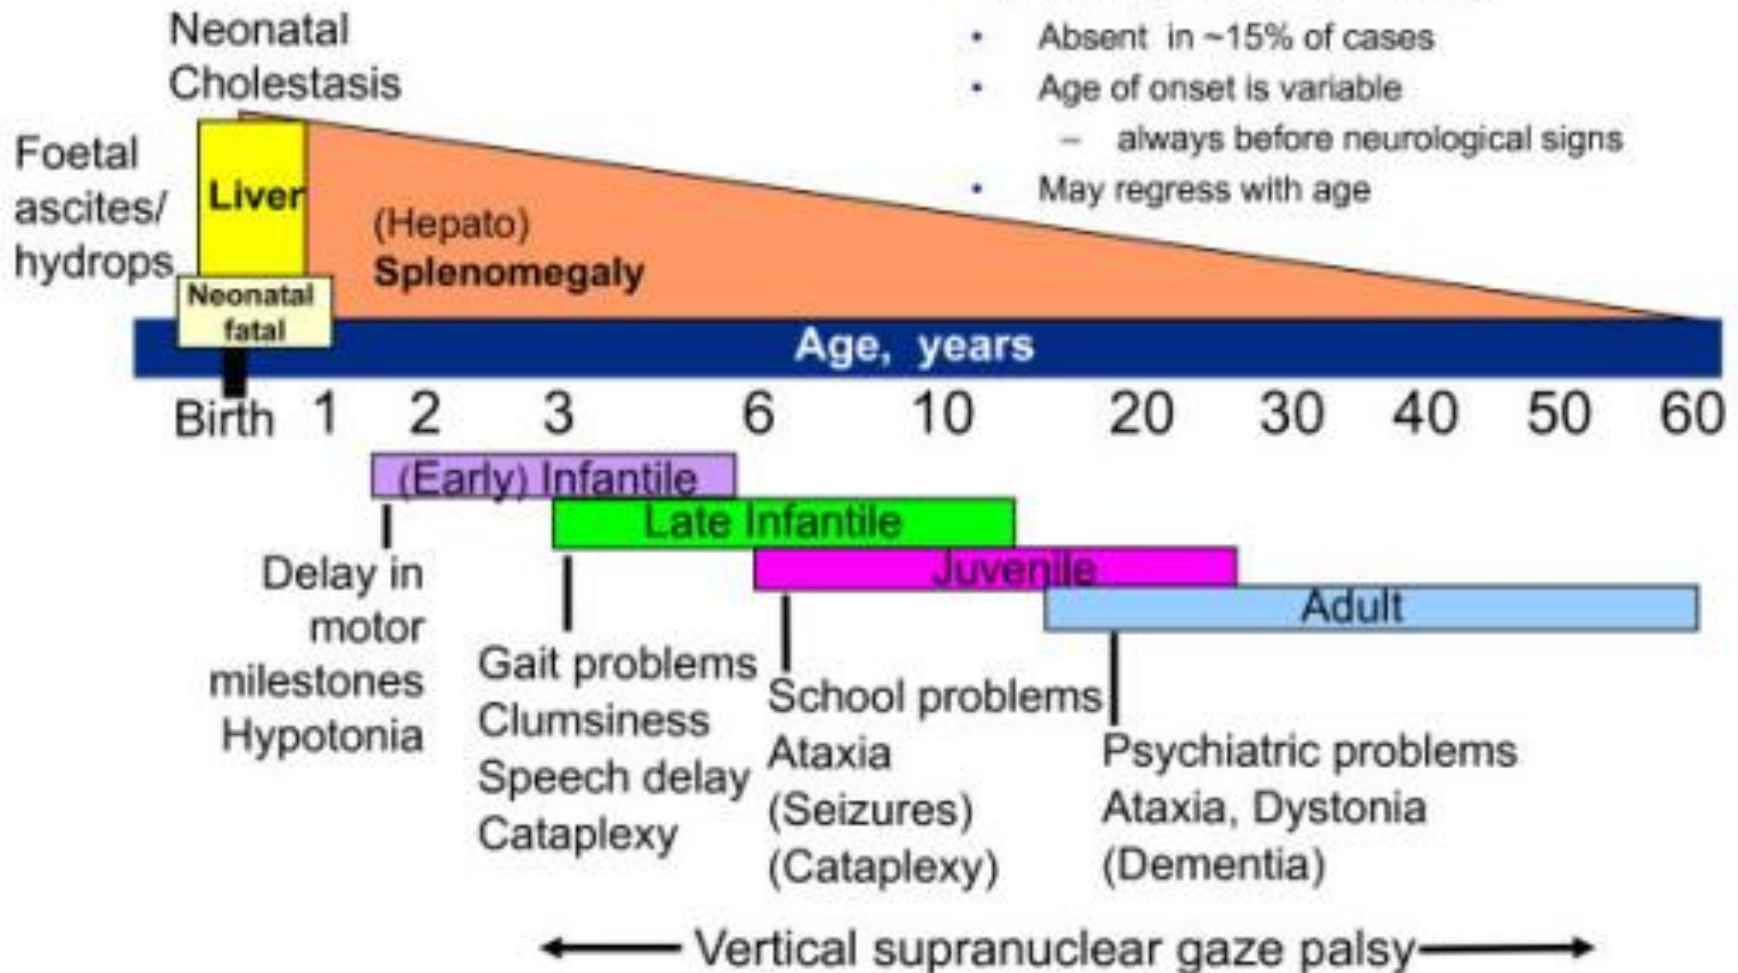 Neonatal
Cholestasis
• Absent in ~15% of cases
• Age of onset is variable
– always before neurological signs
• May regress with age
Foetal
ascites/
hydrops
Liver
(Hepato)
Splenomegaly
Neonatal
fatal
Age, years
Birth 1 2 3 6 10 20 30 40 50 60
(Early) Infantile
Late Infantile
Juvenile
Adult
Delay in
motor
milestones
Hypotonia
Gait problems
Clumsiness
Speech delay
Cataplexy
School problems
Ataxia
(Seizures)
(Cataplexy)
Psychiatric problems
Ataxia, Dystonia
(Dementia)
Vertical supranuclear gaze palsy